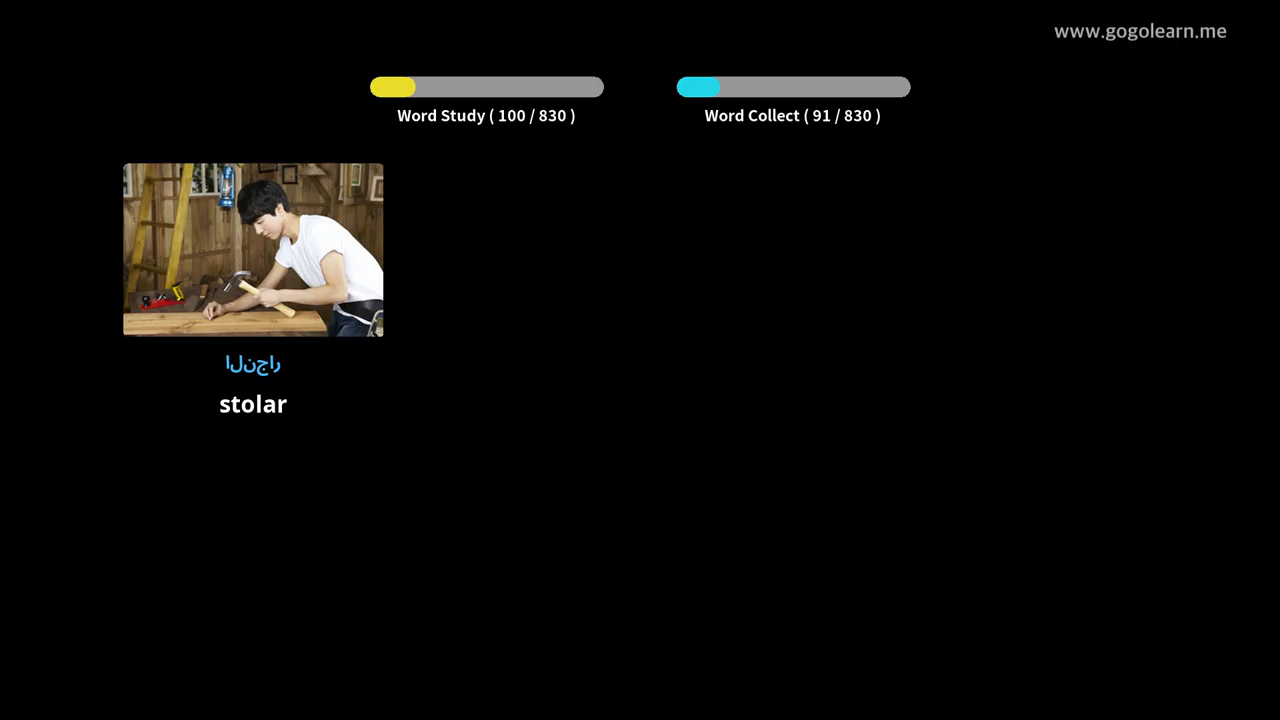 www.gogolearn.me
Word Study ( 100 / 830 )
Word Collect ( 91 / 830 )
النجار
stolar